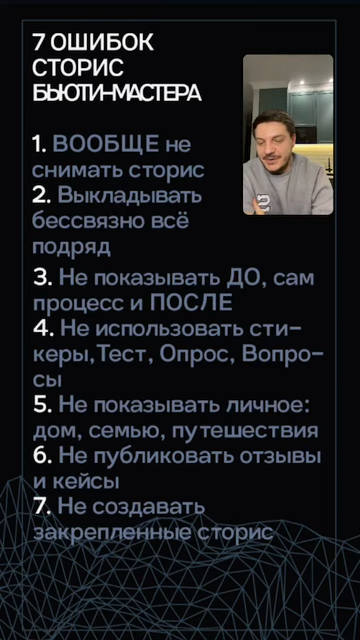 7 ОШИБОК
СТОРИС
БЬЮТИ-МАСТЕРА
1. ВООБЩЕ не
снимать сторис
2. Выкладывать
бессвязно всё
подряд
3. Не показывать ДО, сам
процесс и ПОСЛЕ
4. Не использовать сти-
керы,Тест, Опрос, Вопро-
сы
5. Не показывать личное:
дом, семью, путешествия
6. Не публиковать отзывы
и кейсы
7. Не создавать
закрепленные сторис